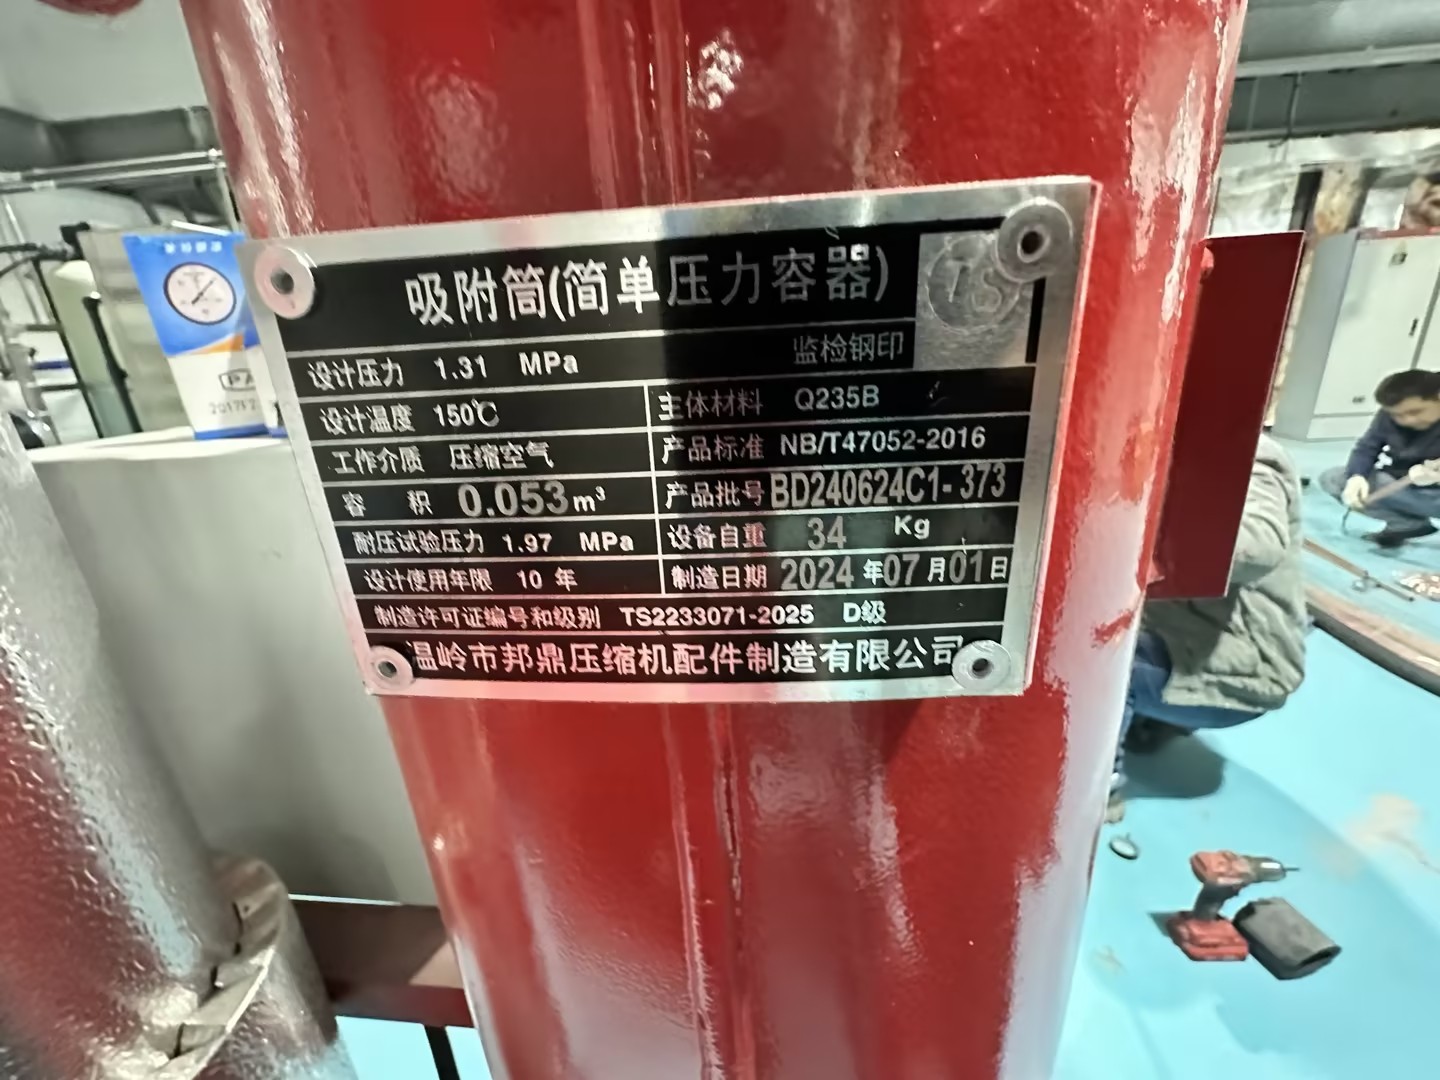 吸附筒(简单压力容器)
TS
监检钢印
设计压力 1.31 MPa
设计温度 150℃
主体材料 Q235B
工作介质 压缩空气
产品标准 NB/T47052-2016
容 积 0.053m³
产品批号 BD240624C1-373
耐压试验压力 1.97 MPa
设备自重 34 Kg
设计使用年限 10 年
制造日期 2024年07月01日
制造许可证编号和级别 TS2233071-2025 D级
温岭市邦鼎压缩机配件制造有限公司